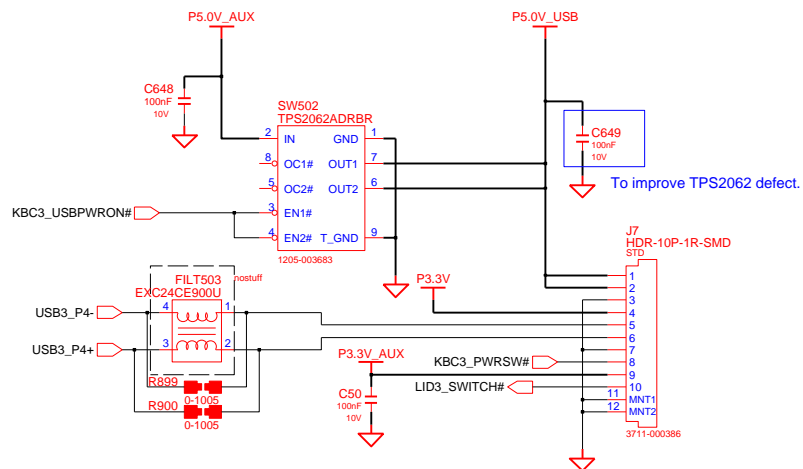 P5.0V_AUX
P5.0V_USB
C648
100nF
10V
SW502
TPS2062ADRBR
2 IN GND 1
8 OC1# OUT1 7
5 OC2# OUT2 6
3 EN1#
4 EN2# T_GND 9
1205-003683
KBC3_USBPWRON#
C649
100nF
10V
To improve TPS2062 defect.
J7
HDR-10P-1R-SMD
STD
1
2
3
4
5
6
7
8
9
10
11 MNT1
12 MNT2
3711-000386
P3.3V
FILT503 nostuff
EXC24CE900U
4 1
3 2
USB3_P4-
USB3_P4+
R899
0-1005
R900
0-1005
P3.3V_AUX
C50
100nF
10V
KBC3_PWRSW#
LID3_SWITCH#